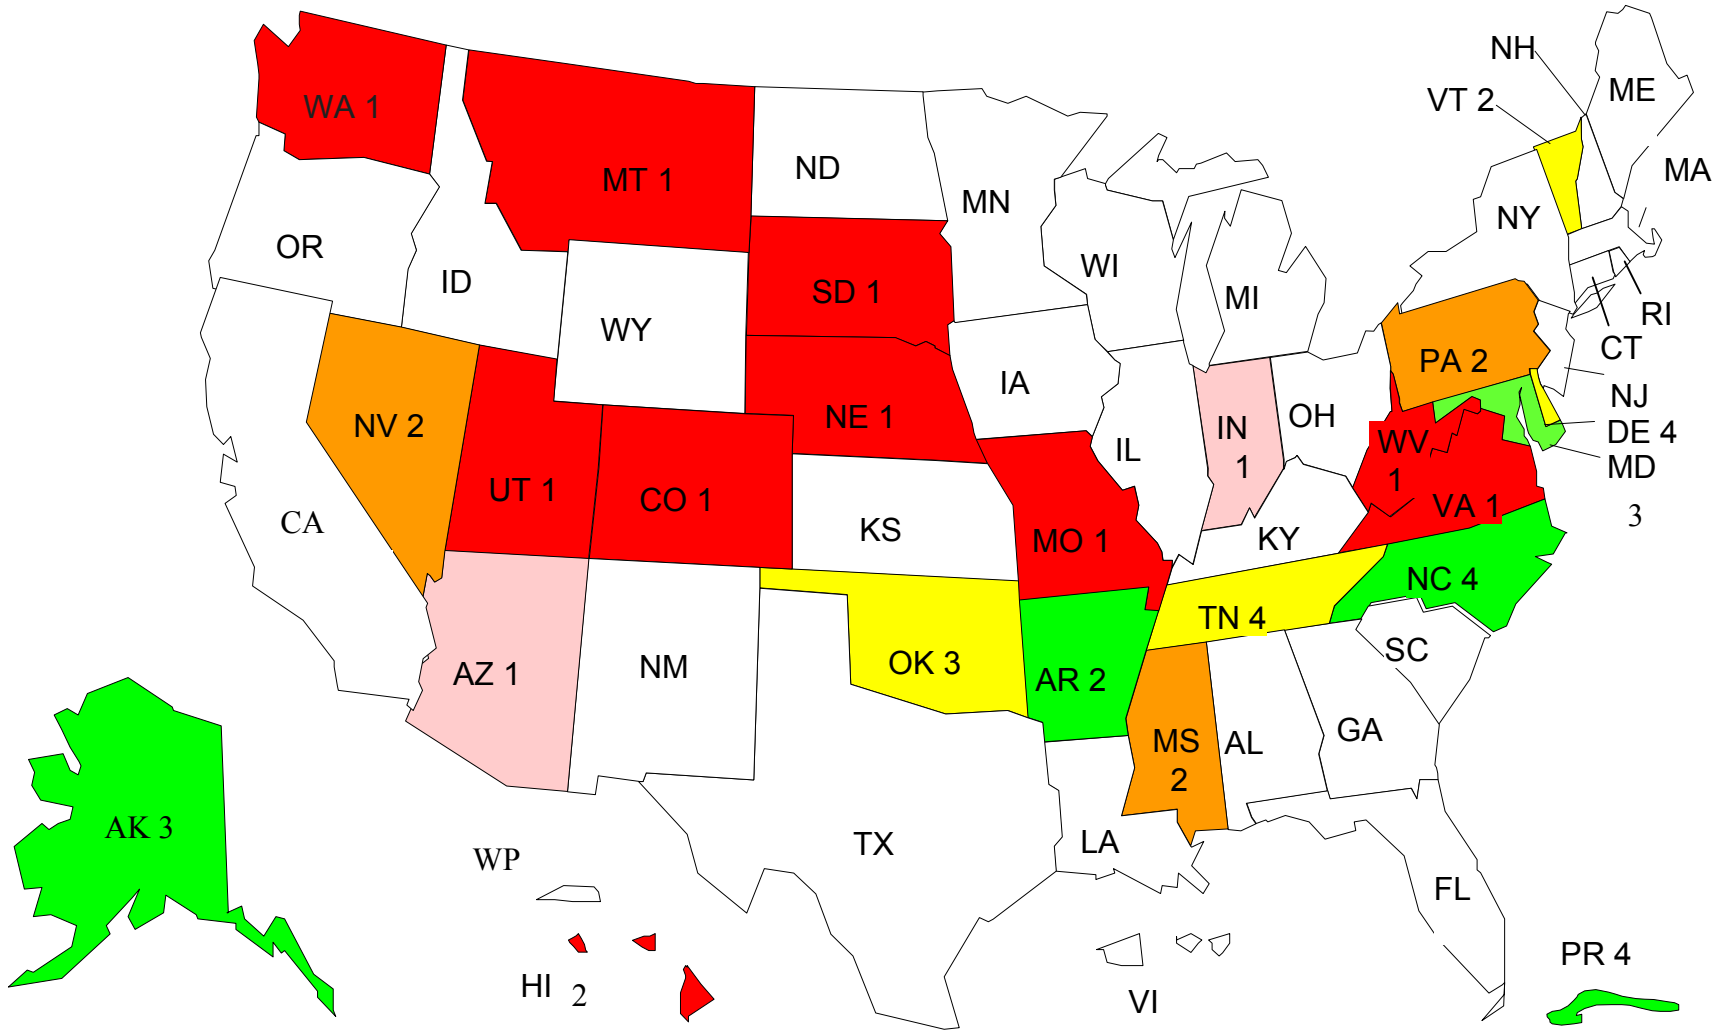 NH
ME
VT 2
WA 1
ND
MT 1
MA
MN
NY
OR
WI
ID
SD 1
MI
RI
WY
CT
PA 2
IA
NJ
NE 1
OH
NV 2
IN
1
DE 4
WV
1
IL
MD
3
UT 1
CO 1
VA 1
CA
KS
MO 1
KY
NC 4
TN 4
SC
OK 3
NM
AZ 1
AR 2
GA
MS
2
AL
AK 3
TX
LA
WP
FL
PR 4
HI 2
VI